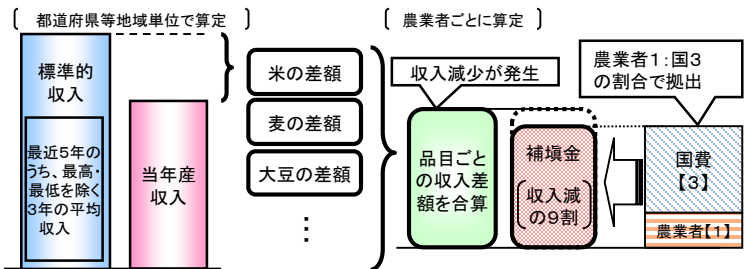 〔 都道府県等地域単位で算定 〕
標準的
収入
最近5年の
うち、最高・
最低を除く
3年の平均
収入
当年産
収入
米の差額
麦の差額
大豆の差額
⋮
〔 農業者ごとに算定 〕
収入減少が発生
品目ごと
の収入差
額を合算
補填金
収入減
の9割
農業者1:国3
の割合で拠出
国費
【3】
農業者【1】